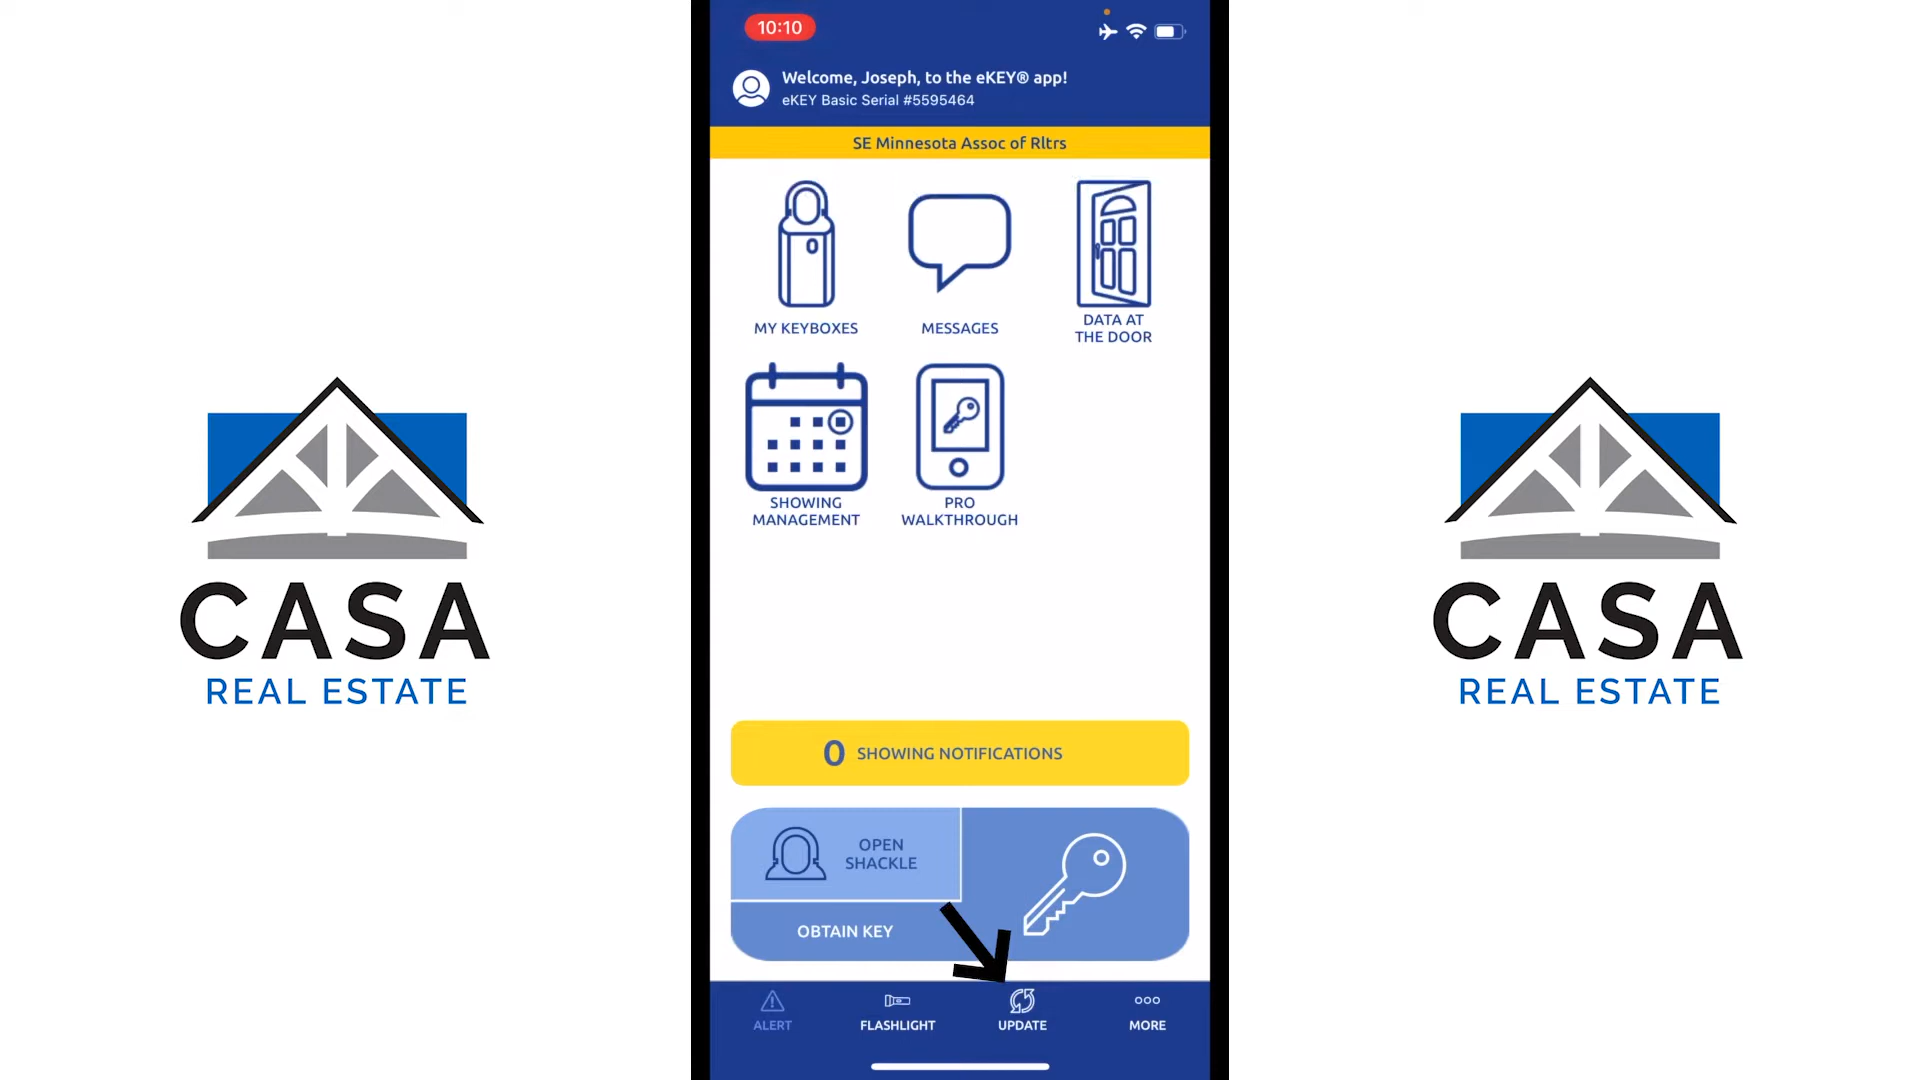 10:10
Welcome, Joseph, to the eKEY® app!
eKEY Basic Serial #5595464
SE Minnesota Assoc of Rltrs
MY KEYBOXES
MESSAGES
DATA AT
THE DOOR
SHOWING
MANAGEMENT
PRO
WALKTHROUGH
0 SHOWING NOTIFICATIONS
OPEN
SHACKLE
OBTAIN KEY
ALERT
FLASHLIGHT
UPDATE
MORE
CASA
REAL ESTATE
CASA
REAL ESTATE